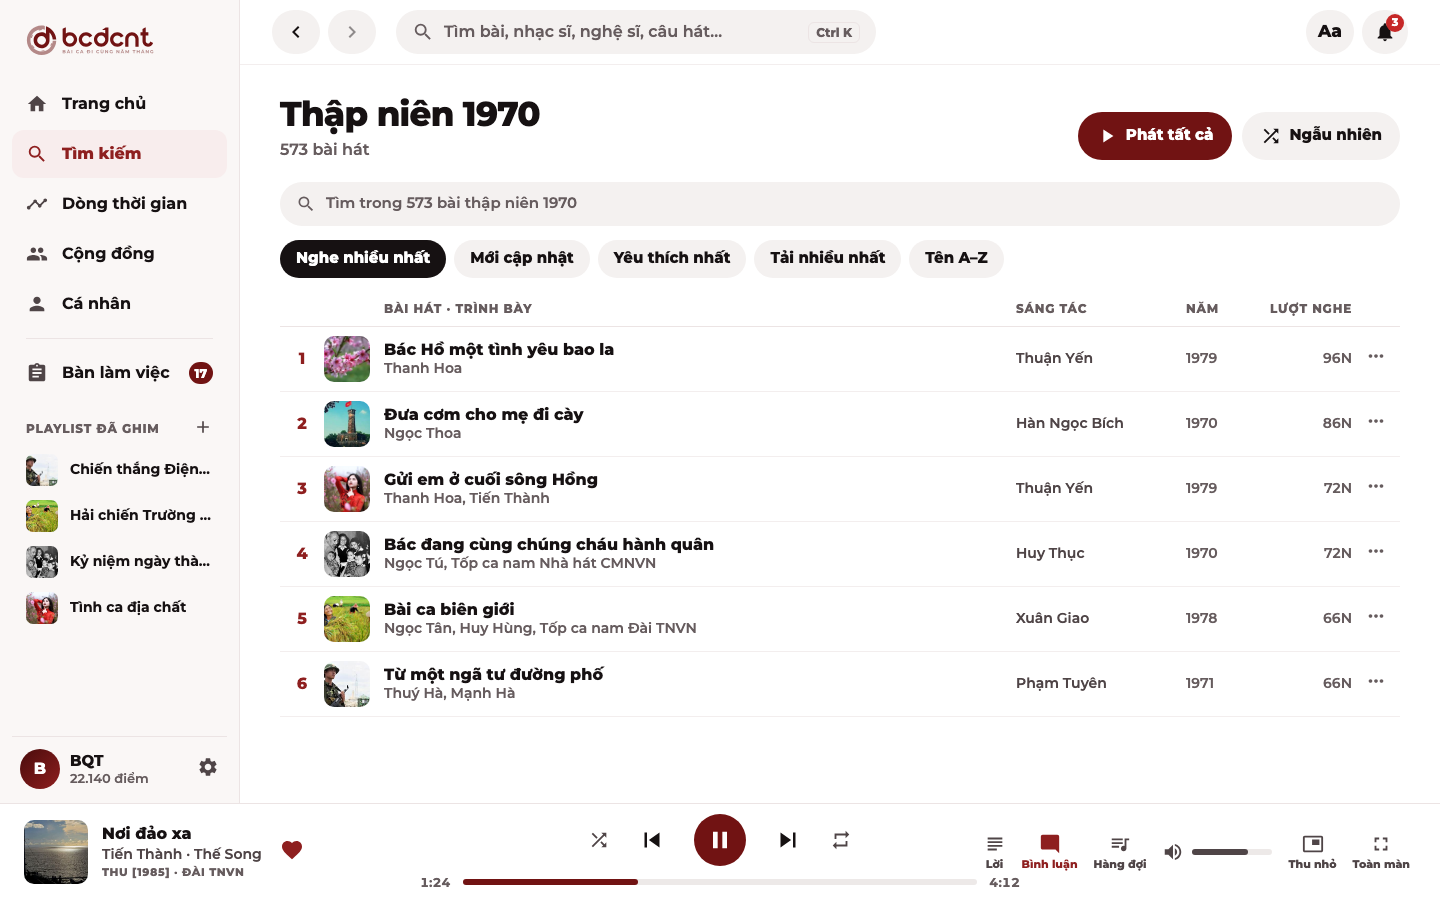 bcdcnt
BÀI CA ĐI CÙNG NĂM THÁNG
Trang chủ
Tìm kiếm
Dòng thời gian
Cộng đồng
Cá nhân
Bàn làm việc
17
PLAYLIST ĐÃ GHIM
Chiến thắng Điện...
Hải chiến Trường ...
Kỷ niệm ngày thà...
Tình ca địa chất
B
BQT
22.140 điểm
Tìm bài, nhạc sĩ, nghệ sĩ, câu hát...
Ctrl K
Aa
3
Thập niên 1970
573 bài hát
Phát tất cả
Ngẫu nhiên
Tìm trong 573 bài thập niên 1970
Nghe nhiều nhất
Mới cập nhật
Yêu thích nhất
Tải nhiều nhất
Tên A–Z
BÀI HÁT · TRÌNH BÀY
SÁNG TÁC
NĂM
LƯỢT NGHE
1
Bác Hồ một tình yêu bao la
Thanh Hoa
Thuận Yến
1979
96N
2
Đưa cơm cho mẹ đi cày
Ngọc Thoa
Hàn Ngọc Bích
1970
86N
3
Gửi em ở cuối sông Hồng
Thanh Hoa, Tiến Thành
Thuận Yến
1979
72N
4
Bác đang cùng chúng cháu hành quân
Ngọc Tú, Tốp ca nam Nhà hát CMNVN
Huy Thục
1970
72N
5
Bài ca biên giới
Ngọc Tân, Huy Hùng, Tốp ca nam Đài TNVN
Xuân Giao
1978
66N
6
Từ một ngã tư đường phố
Thuý Hà, Mạnh Hà
Phạm Tuyên
1971
66N
Nơi đảo xa
Tiến Thành · Thế Song
THU [1985] · ĐÀI TNVN
1:24
4:12
Lời
Bình luận
Hàng đợi
Thu nhỏ
Toàn màn